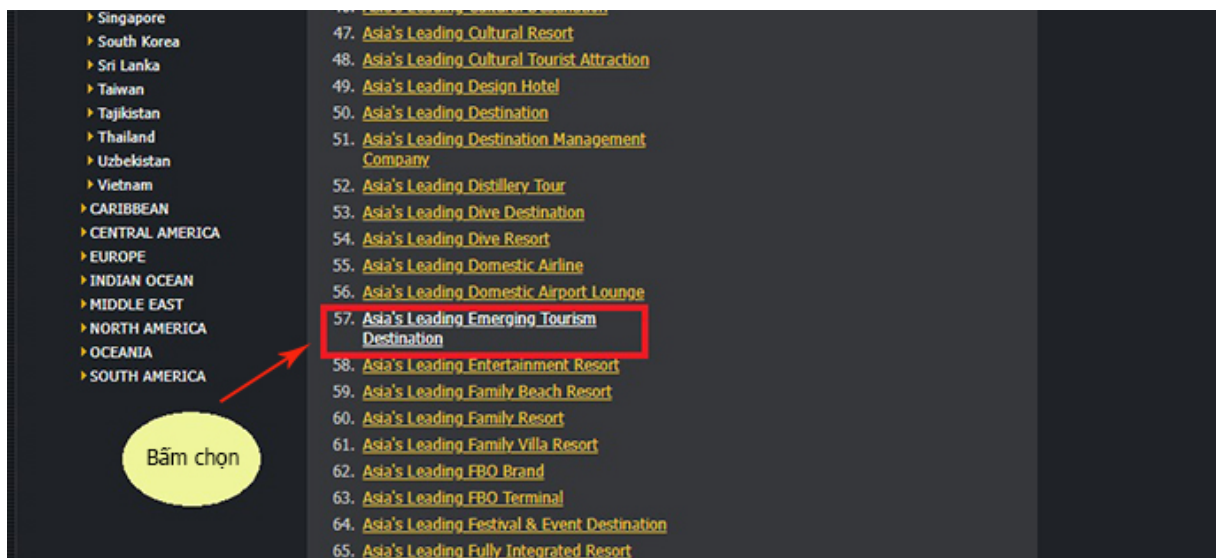 Singapore
South Korea
Sri Lanka
Taiwan
Tajikistan
Thailand
Uzbekistan
Vietnam
CARIBBEAN
CENTRAL AMERICA
EUROPE
INDIAN OCEAN
MIDDLE EAST
NORTH AMERICA
OCEANIA
SOUTH AMERICA
Bấm chọn
47. Asia's Leading Cultural Resort
48. Asia's Leading Cultural Tourist Attraction
49. Asia's Leading Design Hotel
50. Asia's Leading Destination
51. Asia's Leading Destination Management
Company
52. Asia's Leading Distillery Tour
53. Asia's Leading Dive Destination
54. Asia's Leading Dive Resort
55. Asia's Leading Domestic Airline
56. Asia's Leading Domestic Airport Lounge
57. Asia's Leading Emerging Tourism
Destination
58. Asia's Leading Entertainment Resort
59. Asia's Leading Family Beach Resort
60. Asia's Leading Family Resort
61. Asia's Leading Family Villa Resort
62. Asia's Leading FBO Brand
63. Asia's Leading FBO Terminal
64. Asia's Leading Festival & Event Destination
65. Asia's Leading Fully Integrated Resort